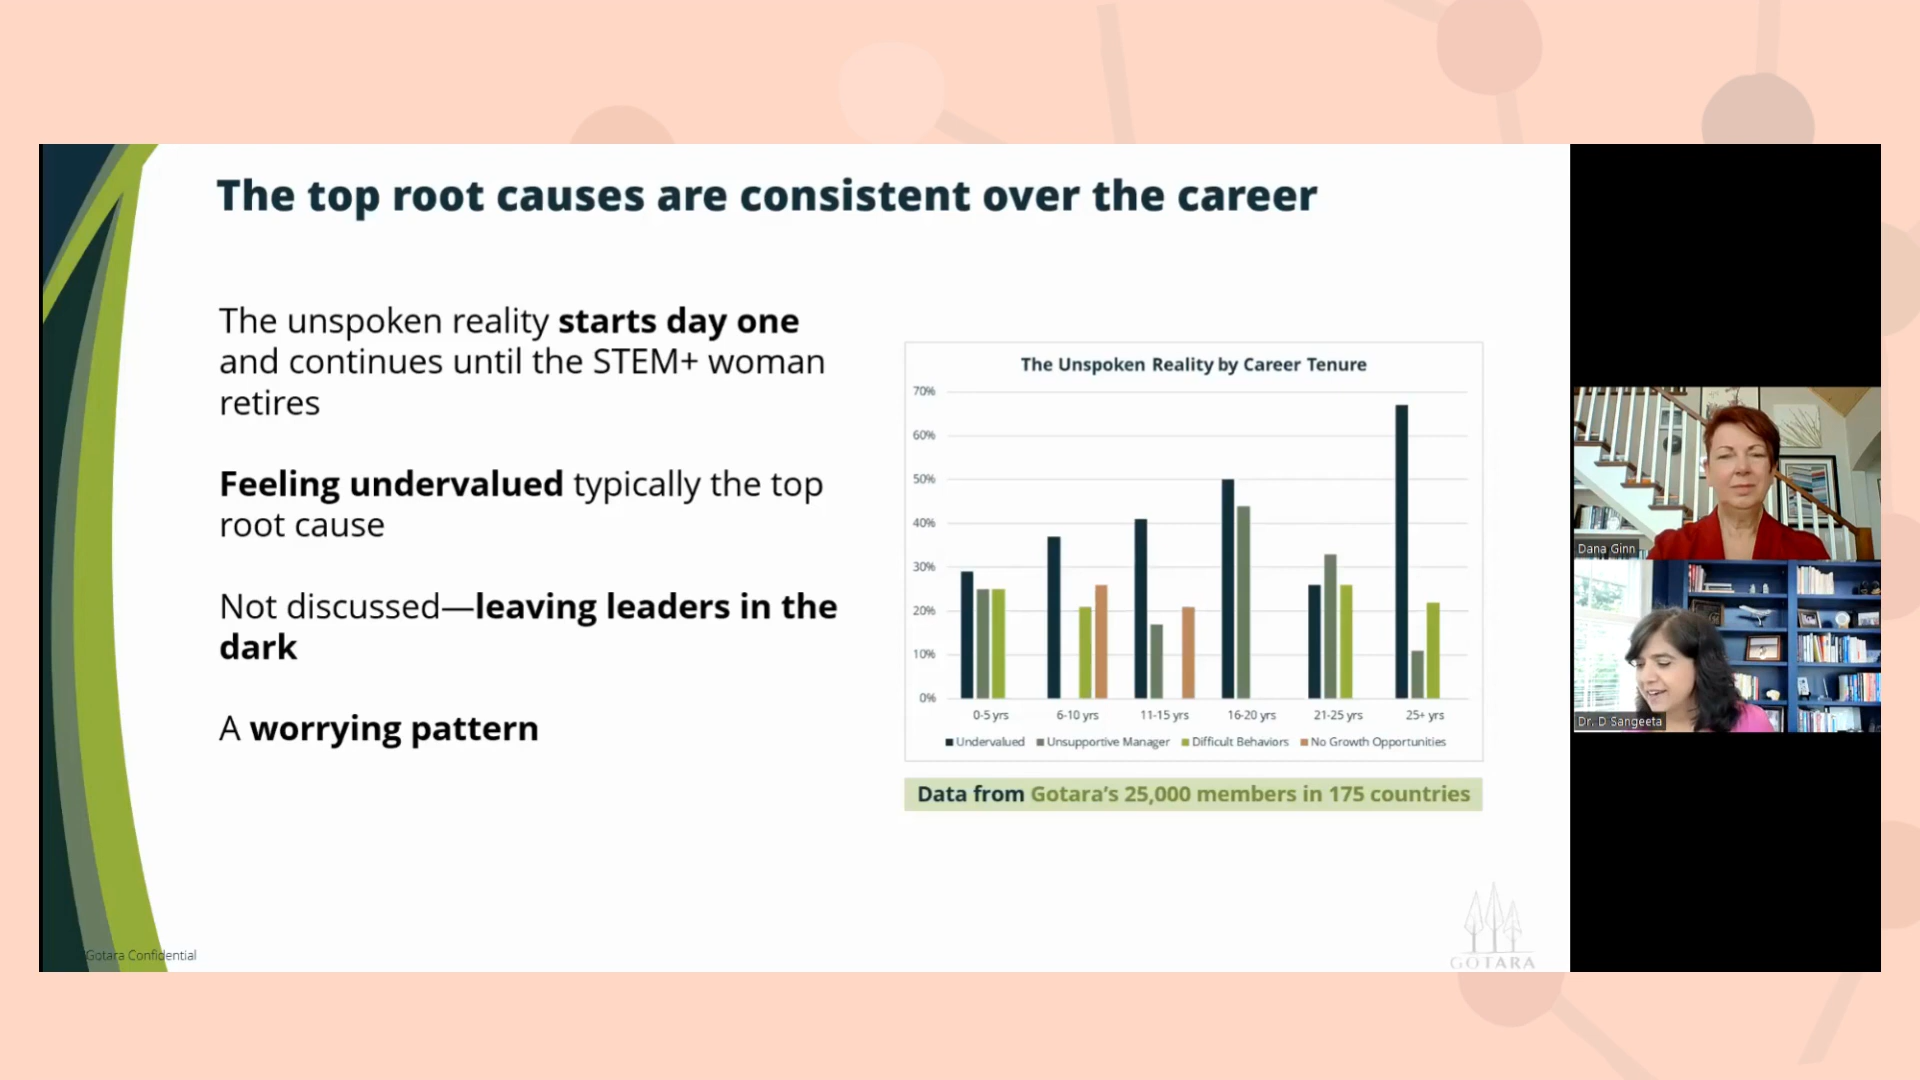 The top root causes are consistent over the career
The unspoken reality starts day one
and continues until the STEM+ woman
retires
Feeling undervalued typically the top
root cause
Not discussed—leaving leaders in the
dark
A worrying pattern
The Unspoken Reality by Career Tenure
70%
60%
50%
40%
30%
20%
10%
0%
0-5 yrs
6-10 yrs
11-15 yrs
16-20 yrs
21-25 yrs
25+ yrs
Undervalued
Unsupportive Manager
Difficult Behaviors
No Growth Opportunities
Data from Gotara's 25,000 members in 175 countries
Gotara Confidential
GOTARA
Dana Ginn
Dr. D Sangeeta